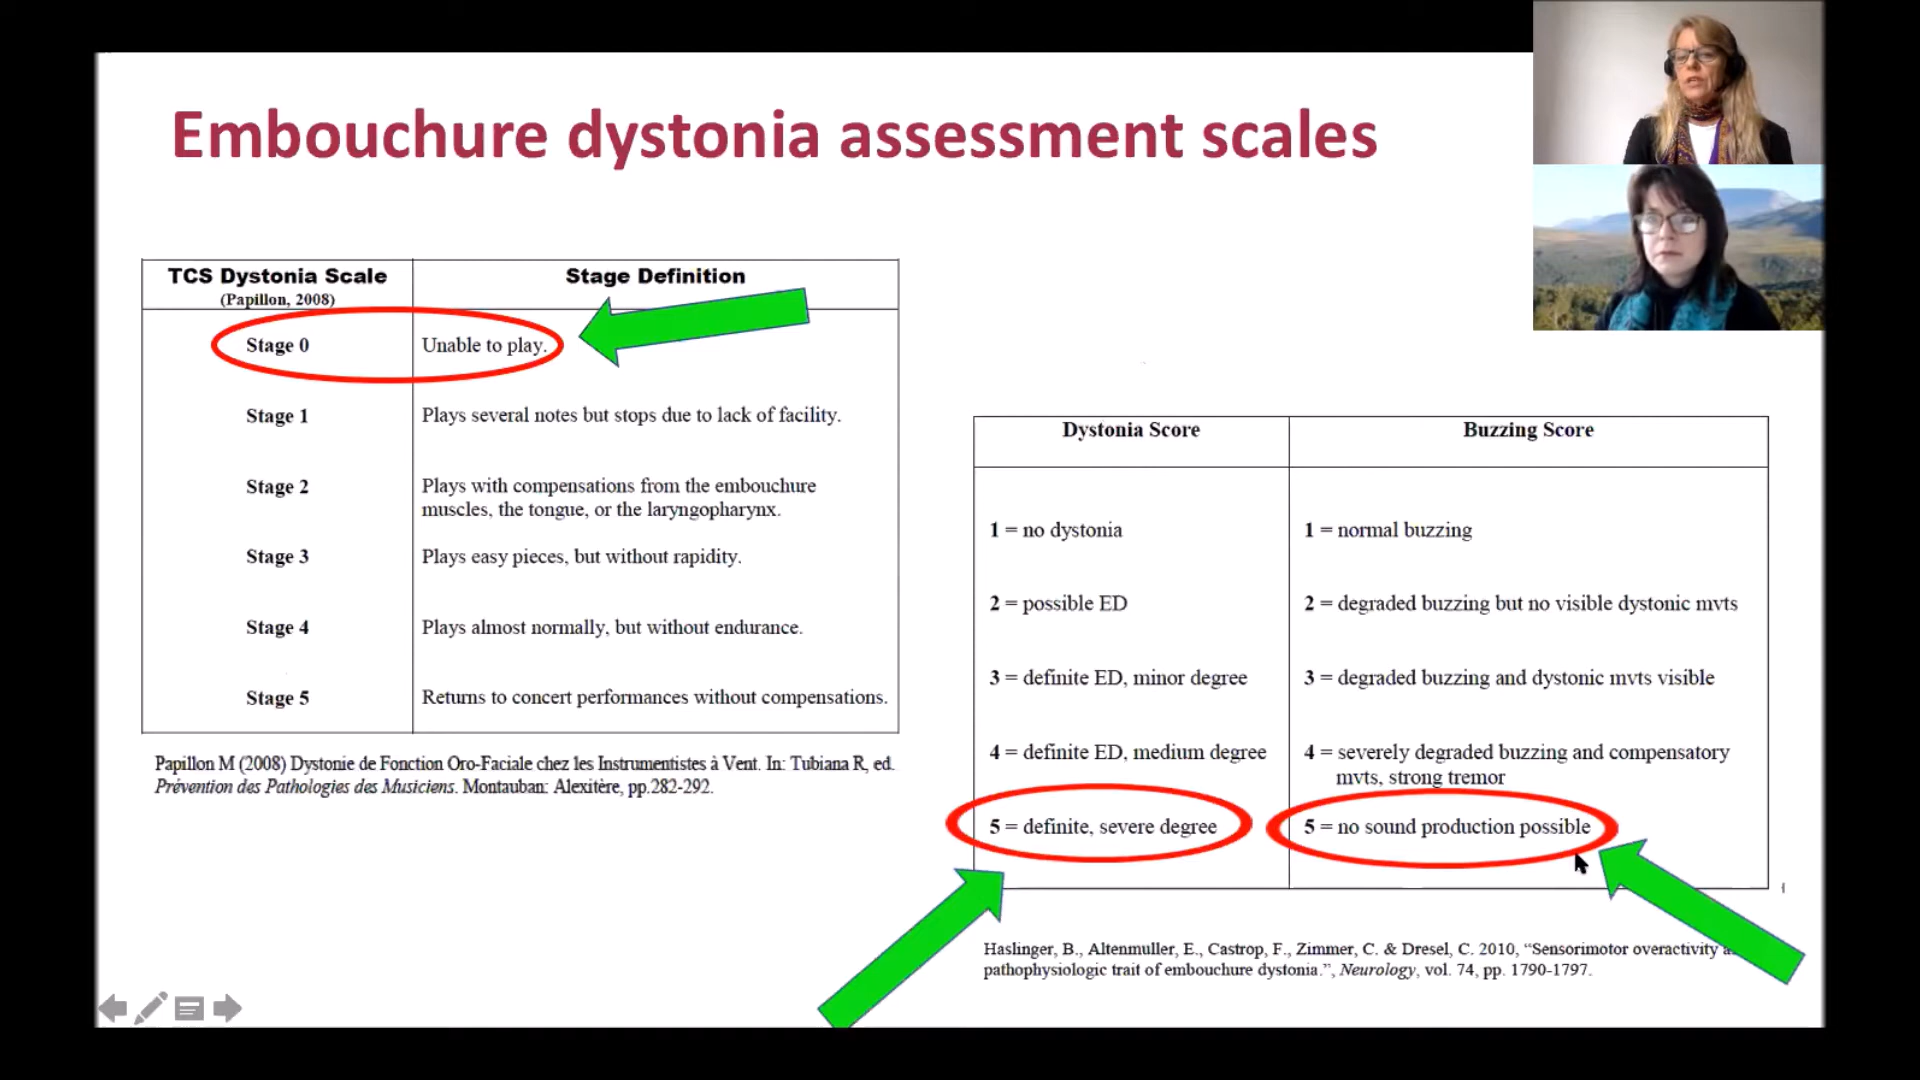 Embouchure dystonia assessment scales
TCS Dystonia Scale
(Papillon, 2008)
Stage Definition
Stage 0 Unable to play.
Stage 1 Plays several notes but stops due to lack of facility.
Stage 2 Plays with compensations from the embouchure
muscles, the tongue, or the laryngopharynx.
Stage 3 Plays easy pieces, but without rapidity.
Stage 4 Plays almost normally, but without endurance.
Stage 5 Returns to concert performances without compensations.
Papillon M (2008) Dystonie de Fonction Oro-Faciale chez les Instrumentistes à Vent. In: Tubiana R, ed.
Prévention des Pathologies des Musiciens. Montauban: Alexitère, pp.282-292.
Dystonia Score Buzzing Score
1 = no dystonia 1 = normal buzzing
2 = possible ED 2 = degraded buzzing but no visible dystonic mvts
3 = definite ED, minor degree 3 = degraded buzzing and dystonic mvts visible
4 = definite ED, medium degree 4 = severely degraded buzzing and compensatory
mvts, strong tremor
5 = definite, severe degree 5 = no sound production possible
Haslinger, B., Altenmuller, E., Castrop, F., Zimmer, C. & Dresel, C. 2010, “Sensorimotor overactivity
pathophysiologic trait of embouchure dystonia.”, Neurology, vol. 74, pp. 1790-1797.